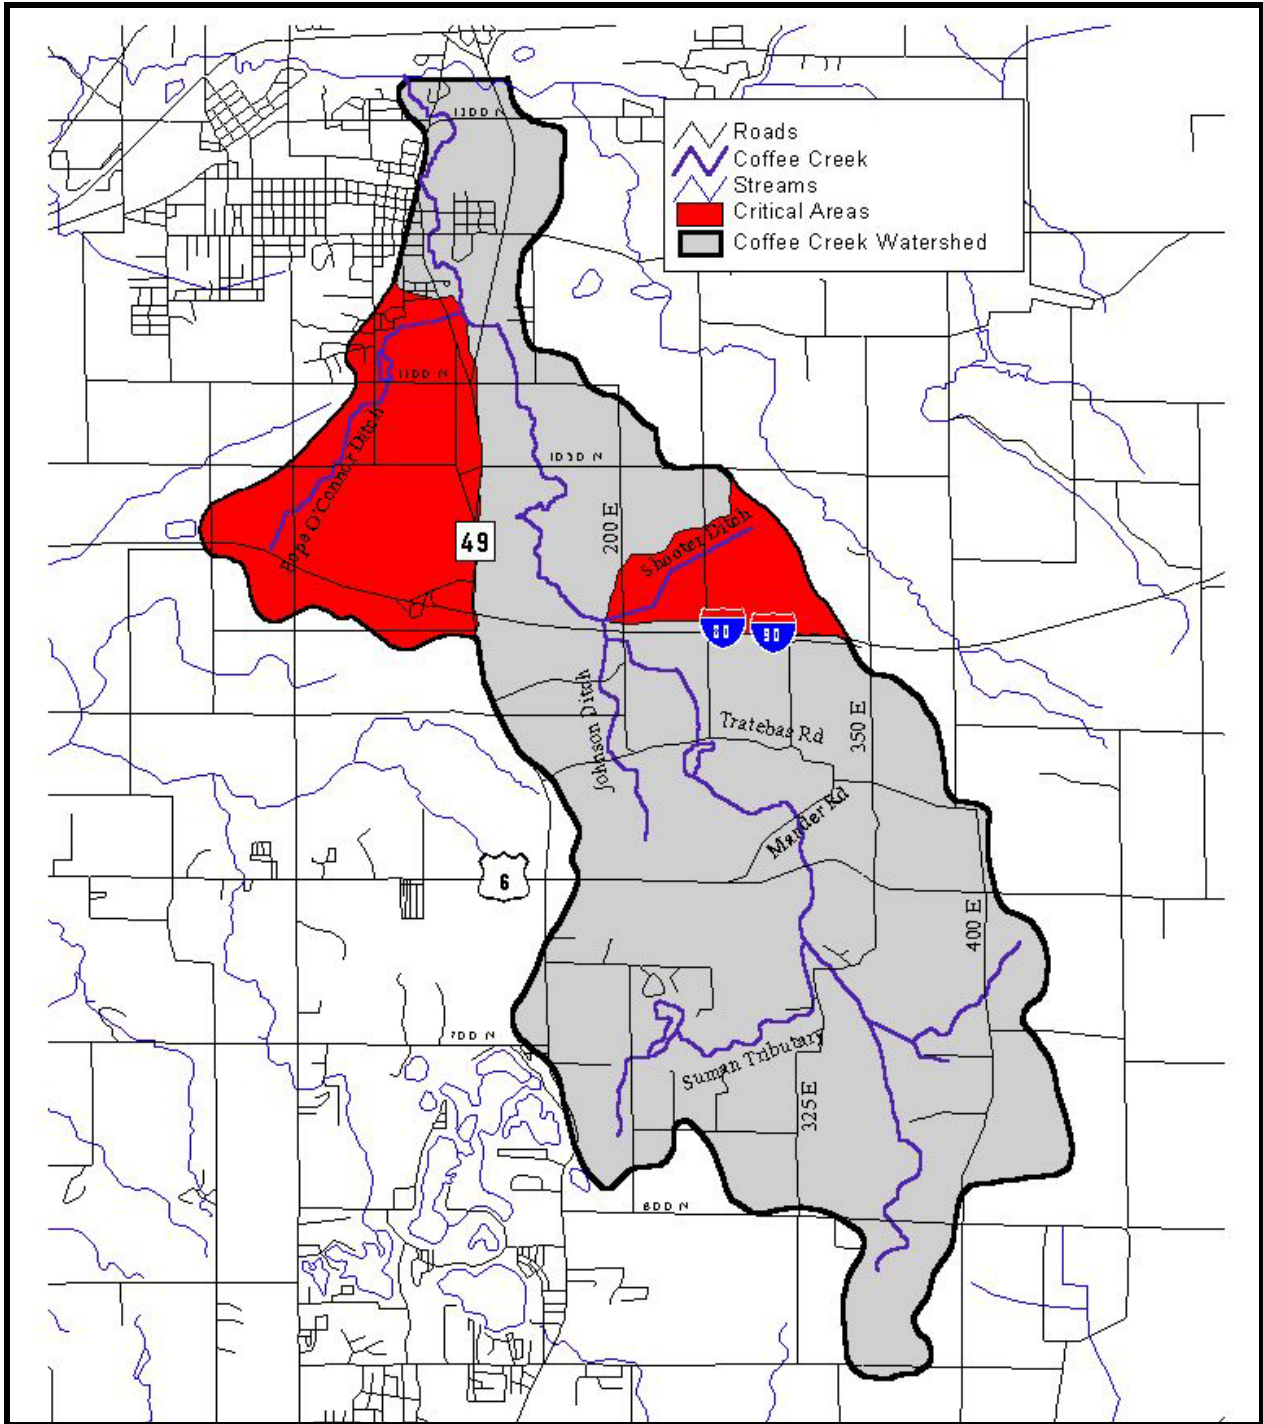 1300 N
Roads
Coffee Creek
Streams
Critical Areas
Coffee Creek Watershed
1100 N
Pope O'Connor Ditch
1050 N
49
200 E
Shooter Ditch
80
90
Johnson Ditch
Tratebas Rd
350 E
Mander Rd
6
400 E
700 N
Suman Tributary
325 E
600 N